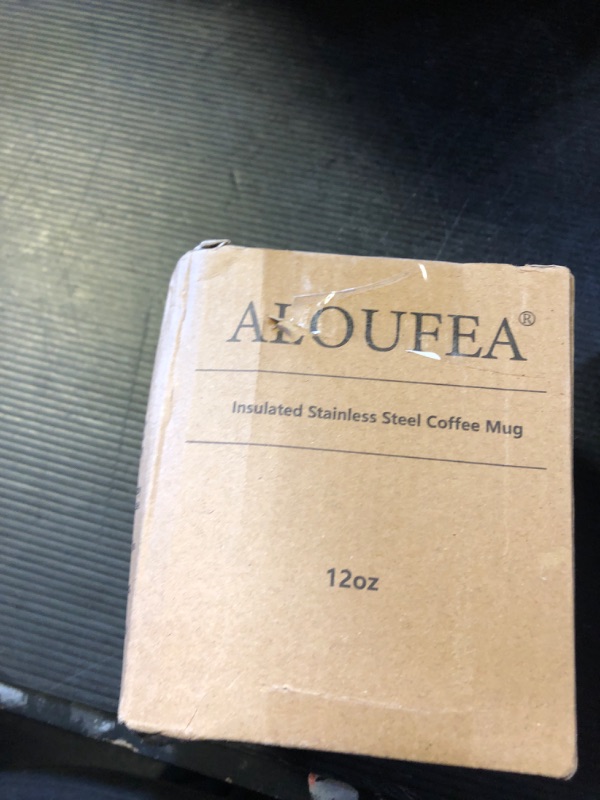 ALOUFEA®
Insulated Stainless Steel Coffee Mug
12oz